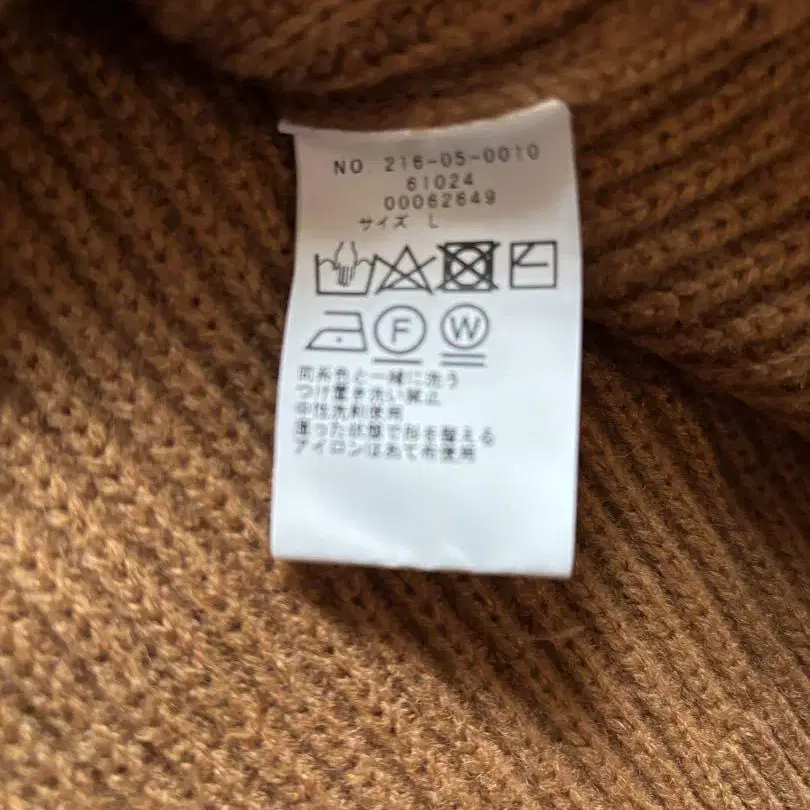 NO. 216-05-0010
61024
00062649
サイズ L
F W
同系色と一緒に洗う
つけ置き洗い禁止
中性洗剤使用
湿った状態で形を整える
アイロンはあて布使用